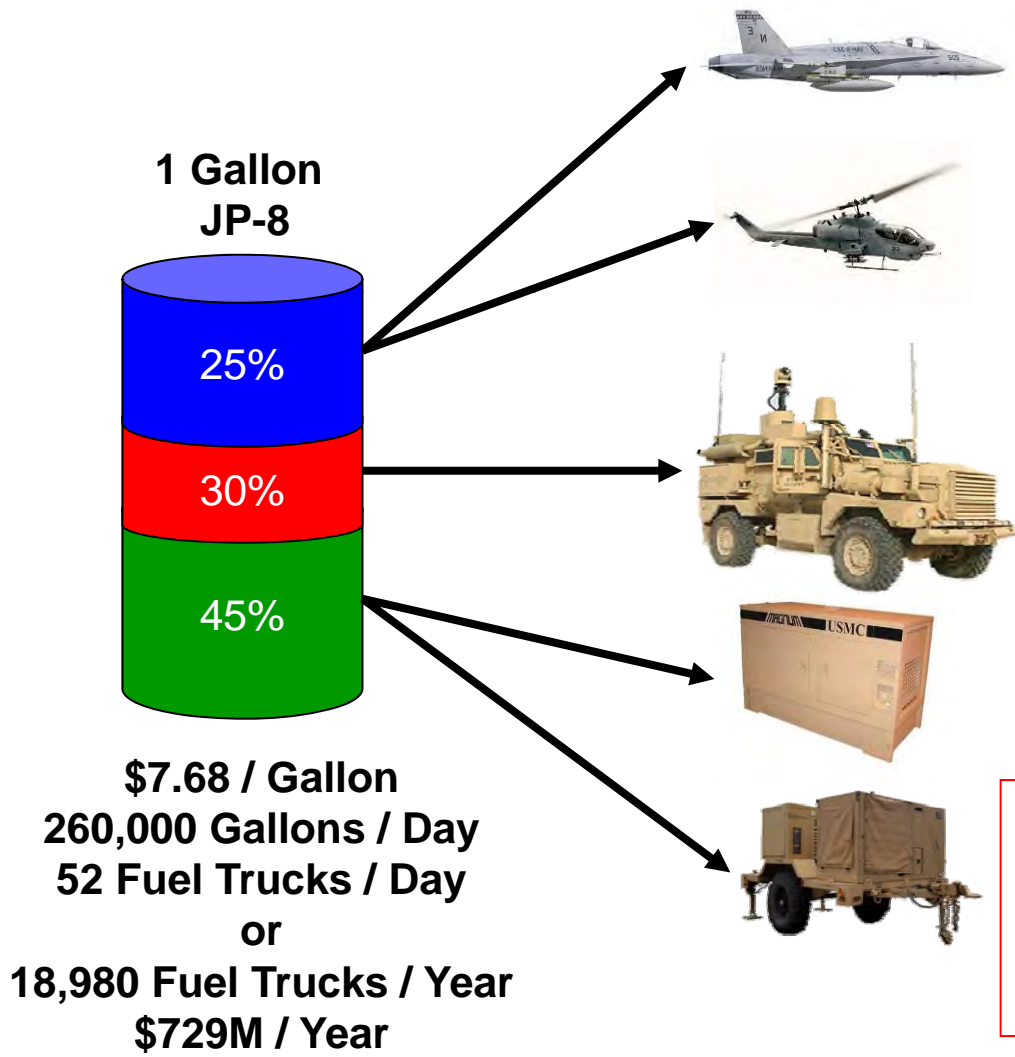 1 Gallon
JP-8
25%
30%
45%
MAGNUM USMC
$7.68 / Gallon
260,000 Gallons / Day
52 Fuel Trucks / Day
or
18,980 Fuel Trucks / Year
$729M / Year